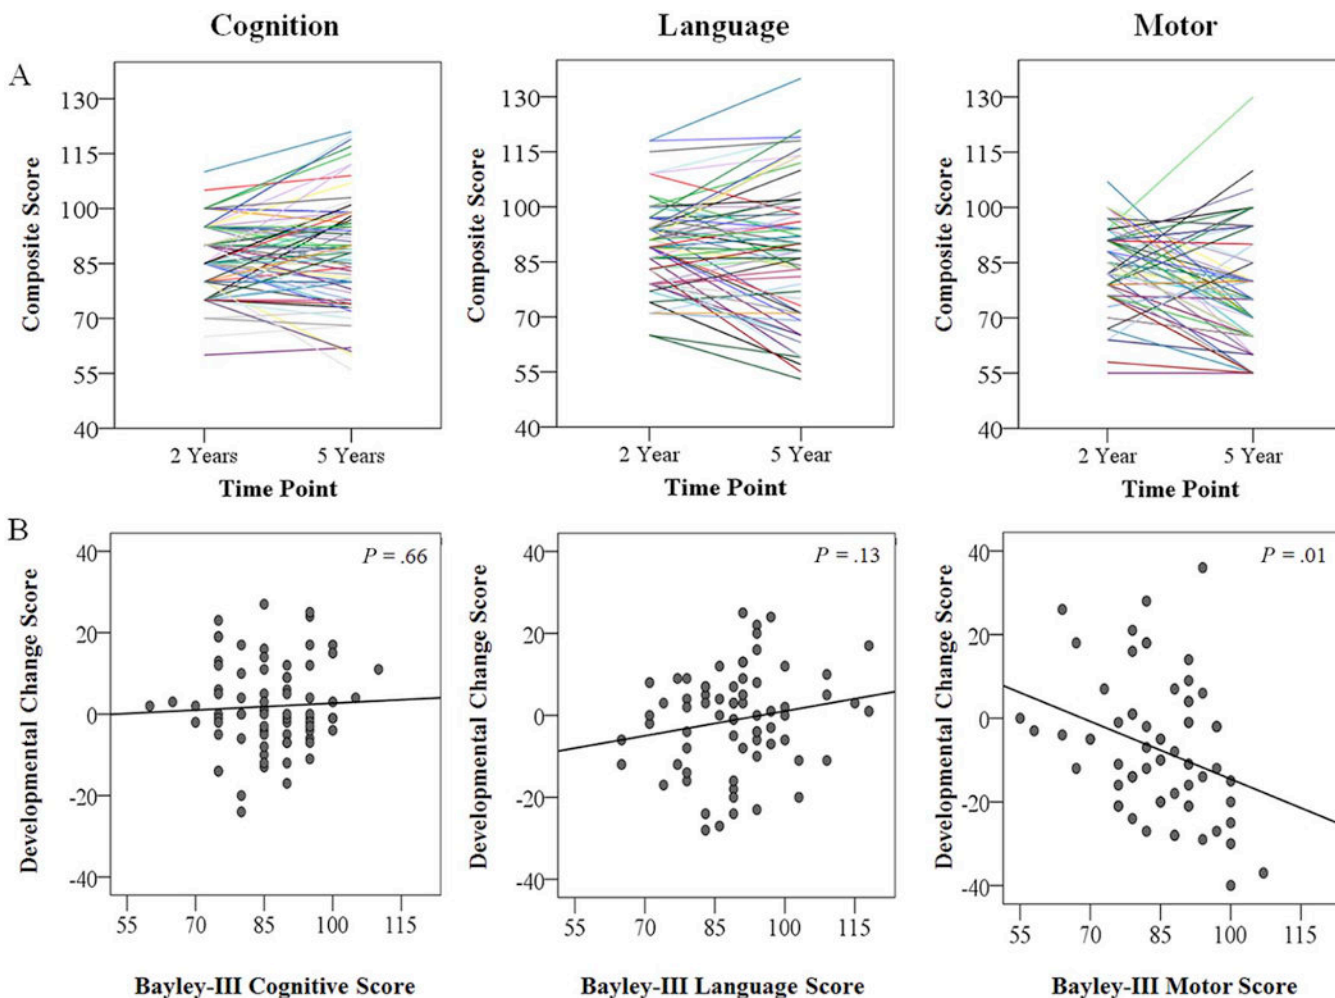 Cognition Language Motor
A
130 130 130
115 115 115
100 100 100
85 85 85
70 70 70
55 55 55
40 40 40
Composite Score Composite Score Composite Score
2 Years 5 Years 2 Year 5 Year 2 Year 5 Year
Time Point Time Point Time Point
B
P = .66 P = .13 P = .01
40 40 40
20 20 20
0 0 0
-20 -20 -20
-40 -40 -40
Developmental Change Score Developmental Change Score Developmental Change Score
55 70 85 100 115 55 70 85 100 115 55 70 85 100 115
Bayley-III Cognitive Score Bayley-III Language Score Bayley-III Motor Score